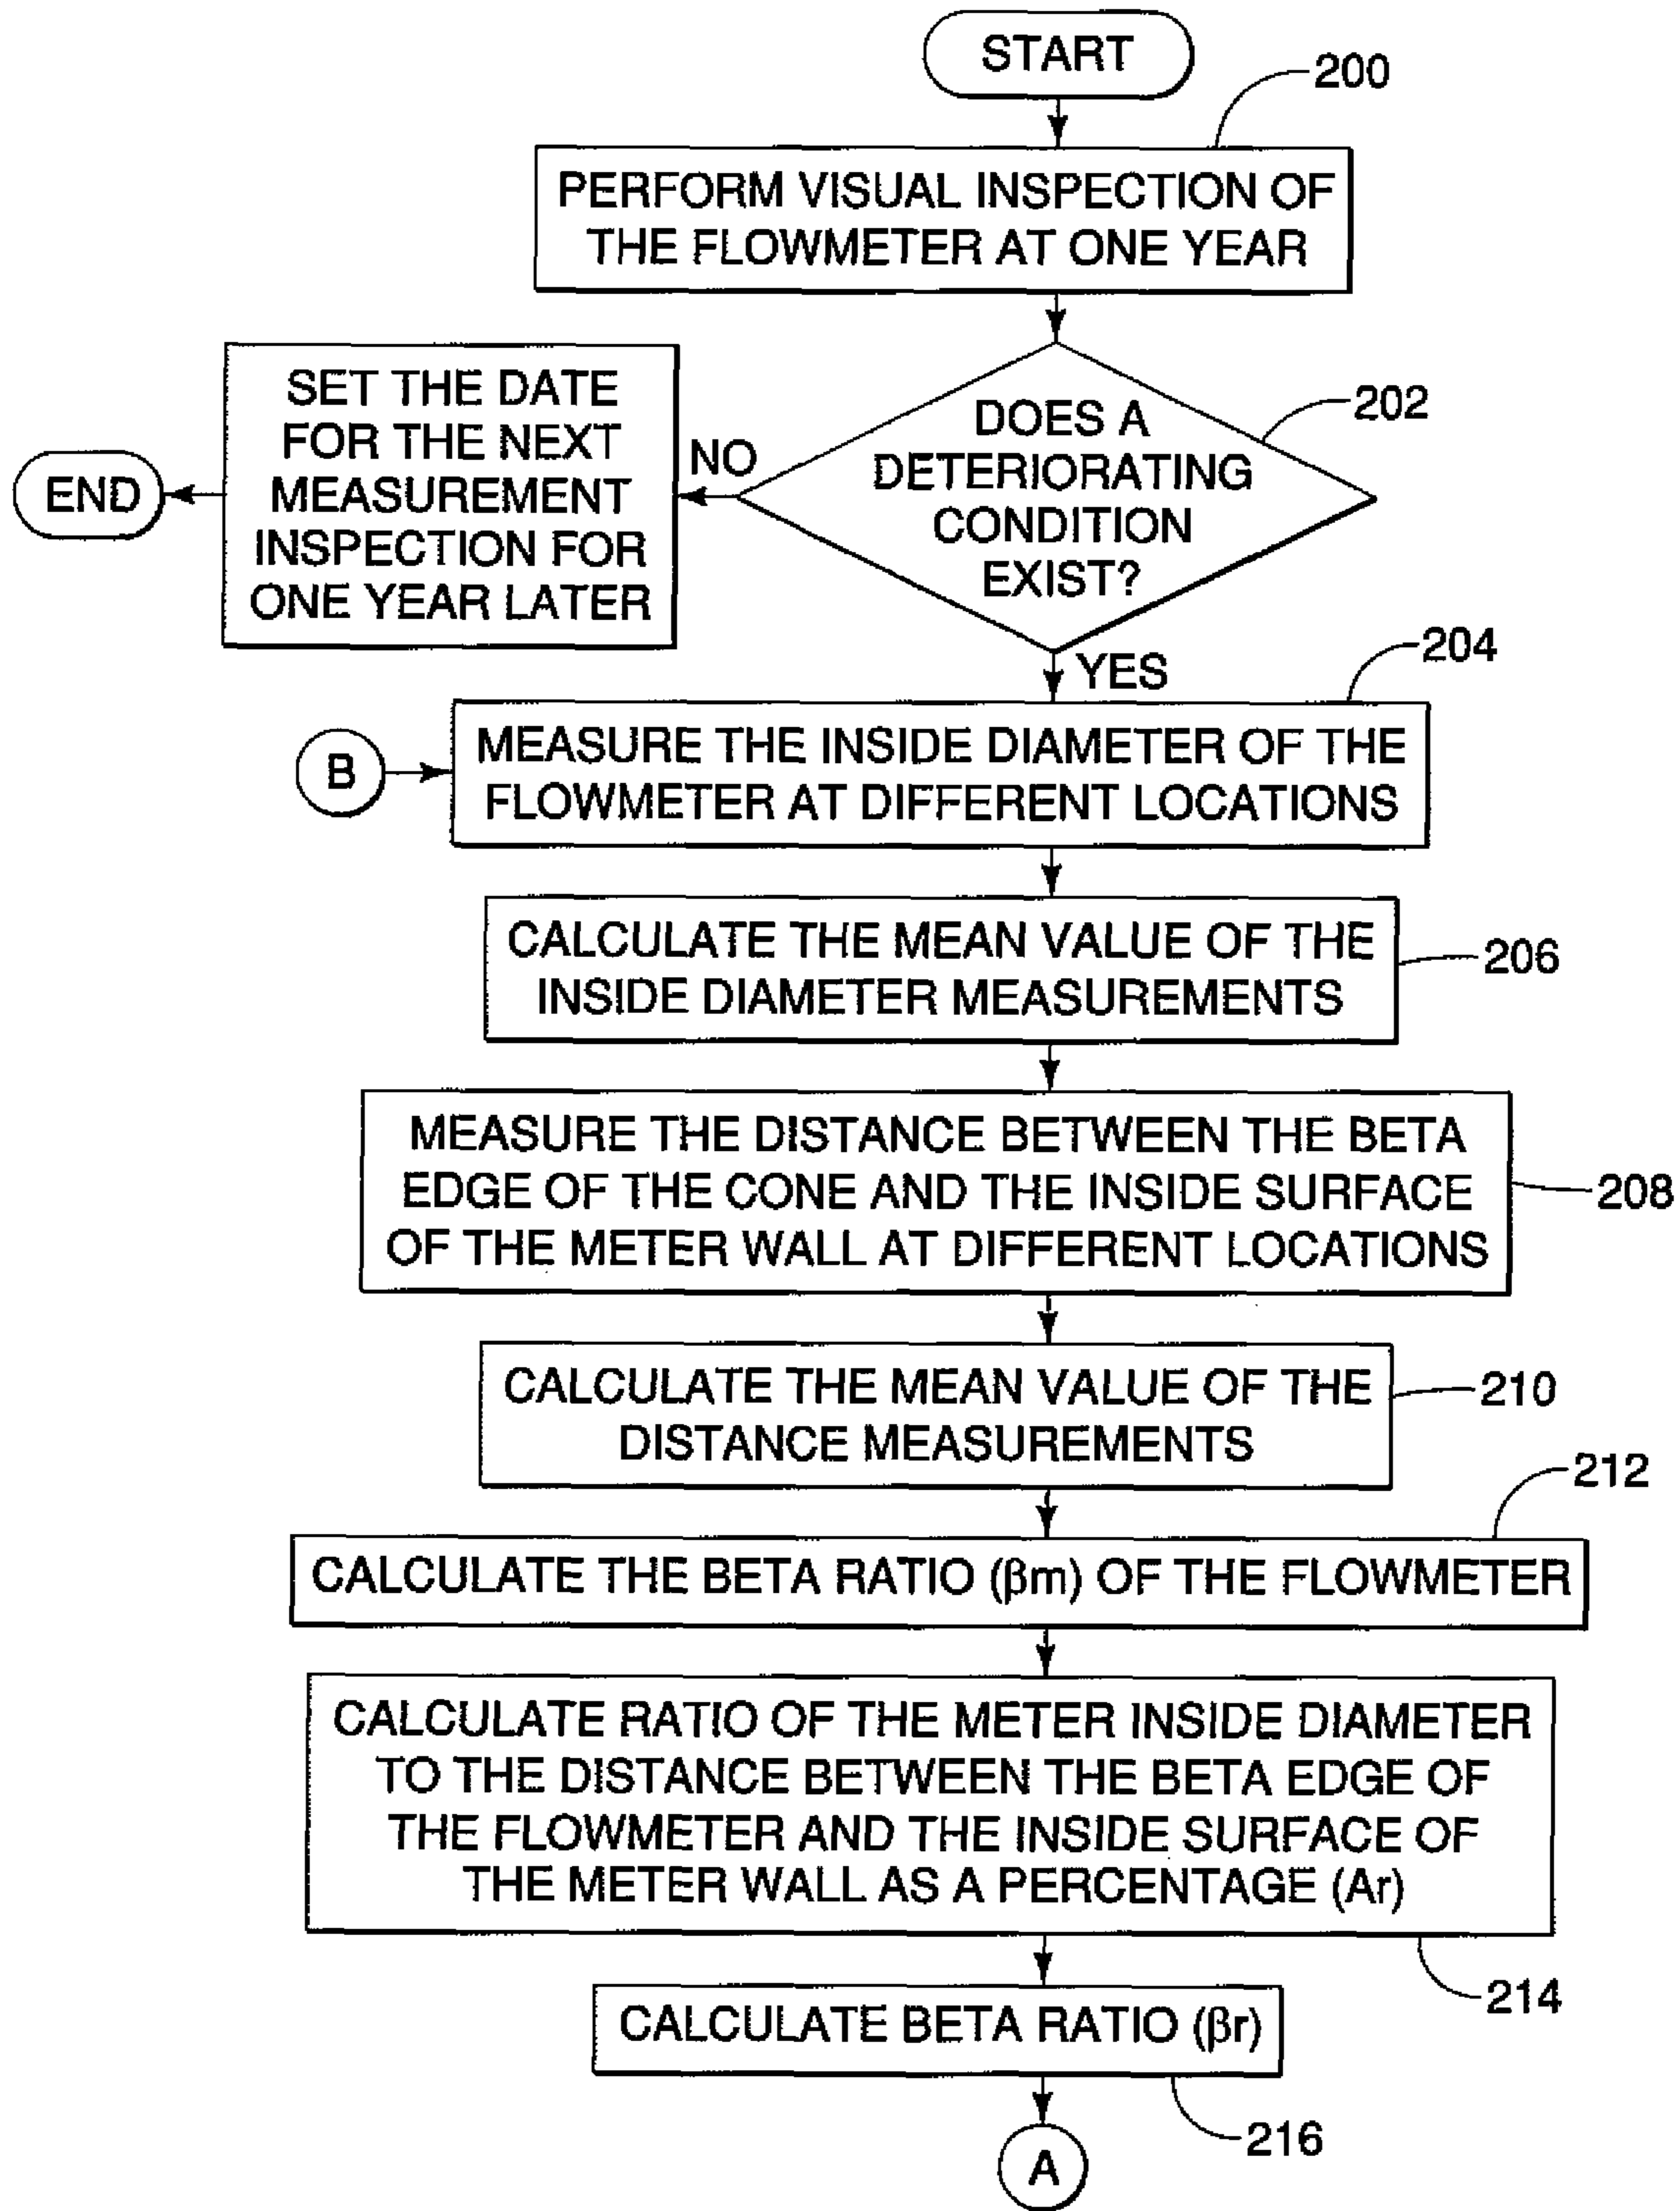 START
200
PERFORM VISUAL INSPECTION OF
THE FLOWMETER AT ONE YEAR
SET THE DATE
FOR THE NEXT
MEASUREMENT
INSPECTION FOR
ONE YEAR LATER
END
NO
DOES A
DETERIORATING
CONDITION
EXIST?
202
YES
204
B
MEASURE THE INSIDE DIAMETER OF THE
FLOWMETER AT DIFFERENT LOCATIONS
CALCULATE THE MEAN VALUE OF THE
INSIDE DIAMETER MEASUREMENTS
206
MEASURE THE DISTANCE BETWEEN THE BETA
EDGE OF THE CONE AND THE INSIDE SURFACE
OF THE METER WALL AT DIFFERENT LOCATIONS
208
CALCULATE THE MEAN VALUE OF THE
DISTANCE MEASUREMENTS
210
212
CALCULATE THE BETA RATIO (βm) OF THE FLOWMETER
CALCULATE RATIO OF THE METER INSIDE DIAMETER
TO THE DISTANCE BETWEEN THE BETA EDGE OF
THE FLOWMETER AND THE INSIDE SURFACE OF
THE METER WALL AS A PERCENTAGE (Ar)
214
CALCULATE BETA RATIO (βr)
216
A